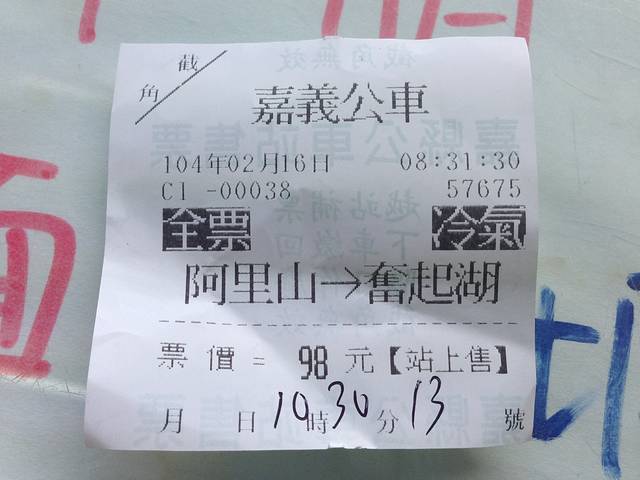 截
角
嘉義公車
104年02月16日 08:31:30
C1 -00038 57675
全票 冷氣
阿里山→奮起湖
票 價 = 98 元【站上售】
月 日 10 時 30 分 13 號